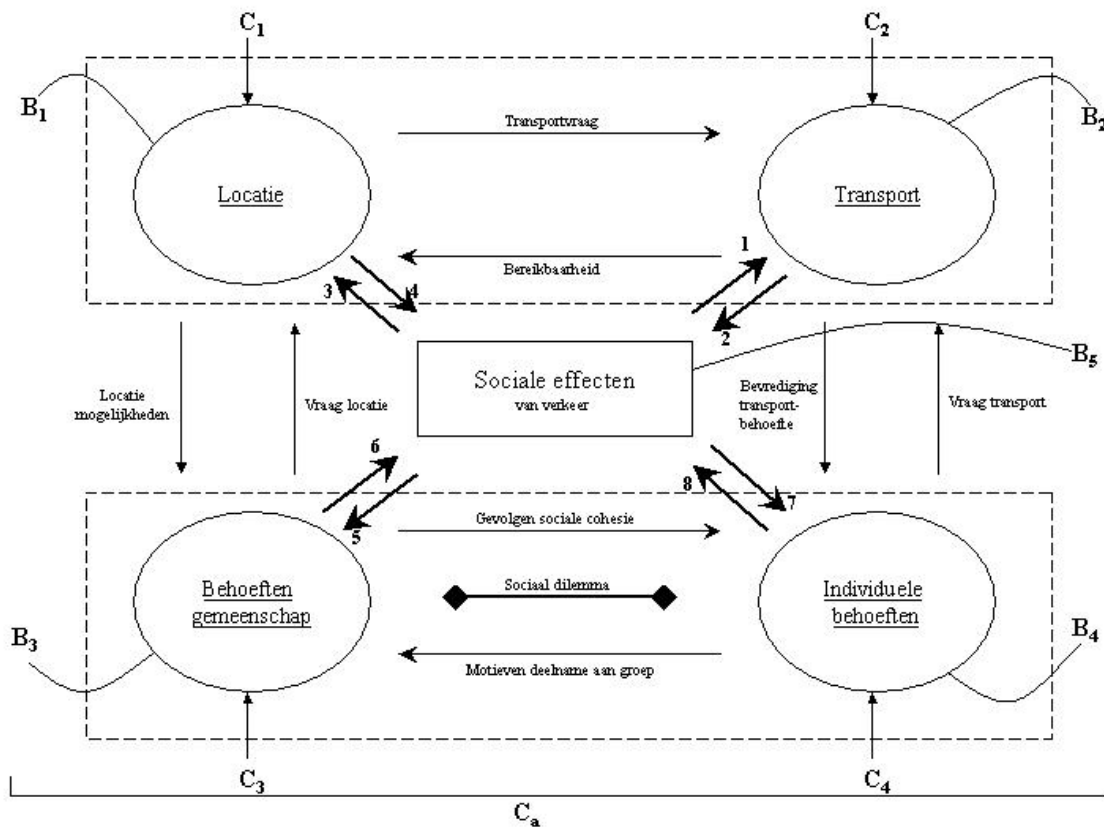 C1
C2
B1
B2
Transportvraag
Locatie
Transport
Bereikbaarheid
1
2
3
4
Sociale effecten
van verkeer
B5
Locatie
mogelijkheden
Vraag locatie
Bevrediging
transport-
behoefte
Vraag transport
6
5
8
7
Gevolgen sociale cohesie
Behoeften
gemeenschap
Sociaal dilemma
Individuele
behoeften
B3
B4
Motieven deelname aan groep
C3
C4
Ca